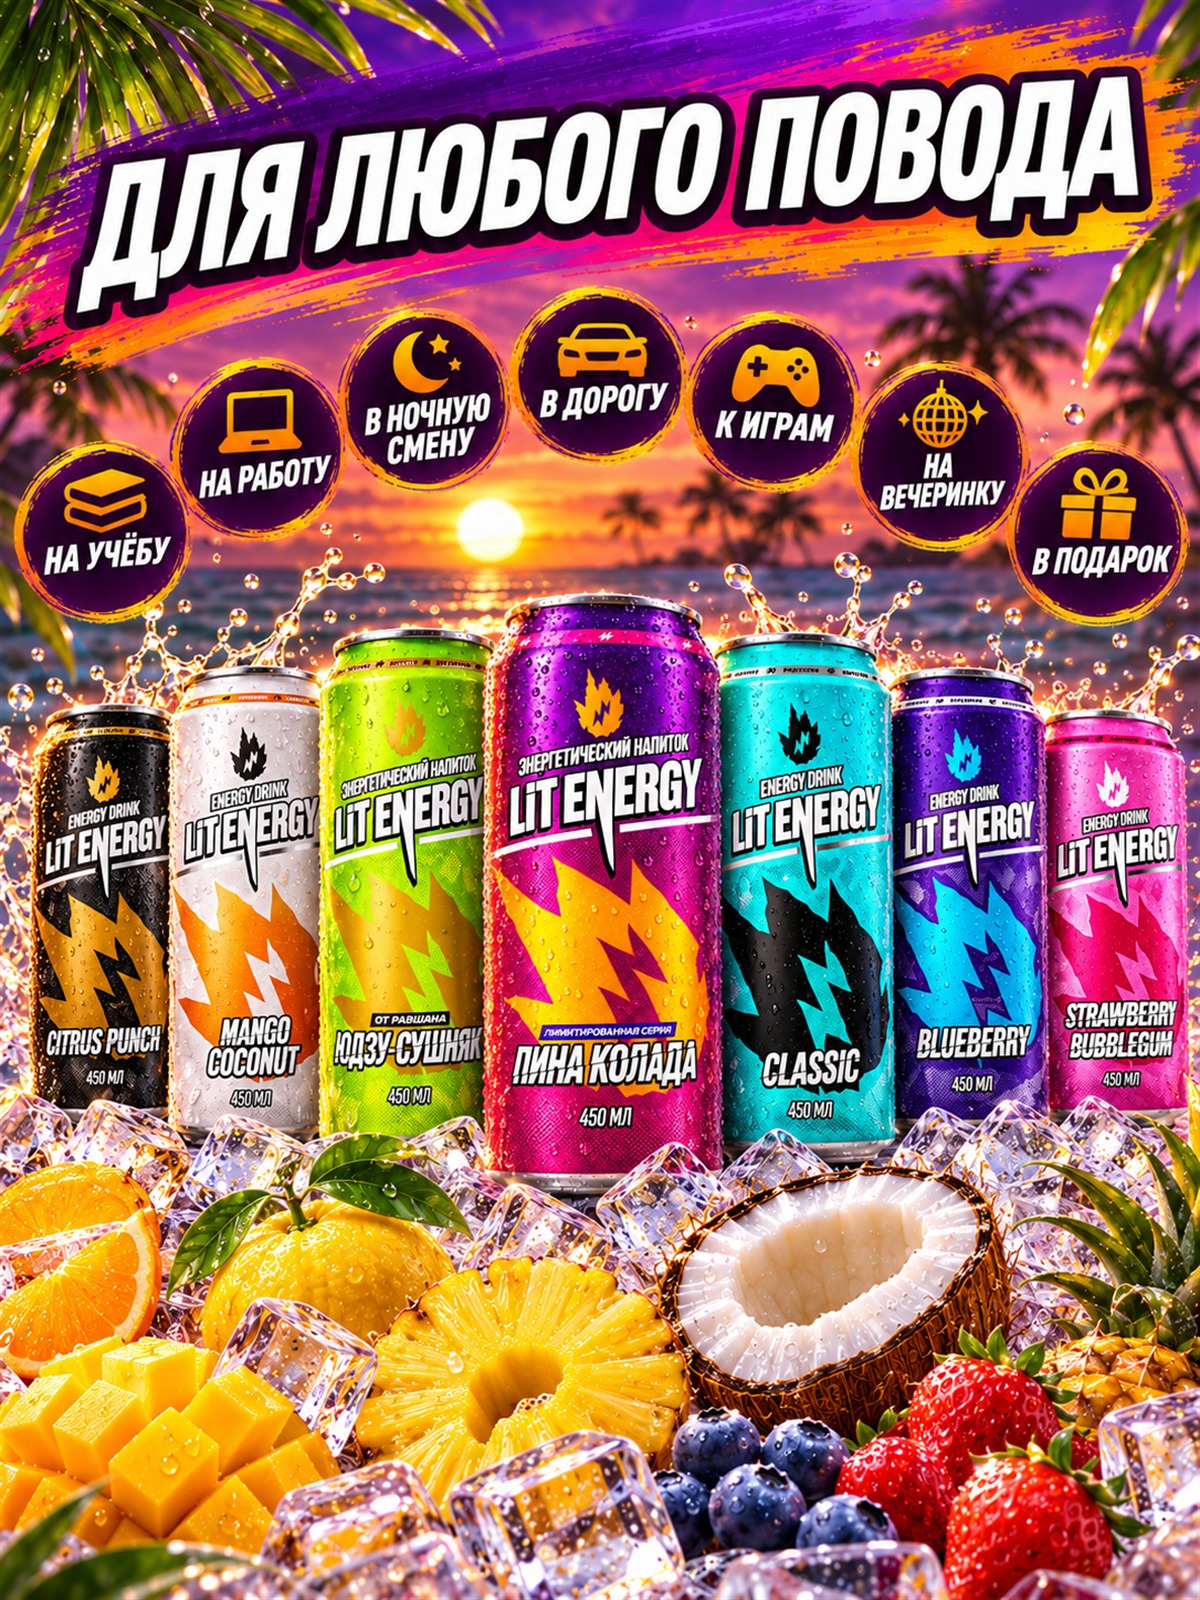 ДЛЯ ЛЮБОГО ПОВОДА
НА УЧЁБУ
НА РАБОТУ
В НОЧНУЮ
СМЕНУ
В ДОРОГУ
К ИГРАМ
НА
ВЕЧЕРИНКУ
В ПОДАРОК
ENERGY DRINK
LiT ENERGY
CITRUS PUNCH
450 МЛ
ENERGY DRINK
LiT ENERGY
MANGO
COCONUT
450 МЛ
ЭНЕРГЕТИЧЕСКИЙ НАПИТОК
LiT ENERGY
ОТ РАВШАНА
ЮДЗУ-СУШНЯК
450 МЛ
ЭНЕРГЕТИЧЕСКИЙ НАПИТОК
LiT ENERGY
ЛИМИТИРОВАННАЯ СЕРИЯ
ПИНА КОЛАДА
450 МЛ
ENERGY DRINK
LiT ENERGY
CLASSIC
450 МЛ
ENERGY DRINK
LiT ENERGY
BLUEBERRY
450 МЛ
ENERGY DRINK
LiT ENERGY
STRAWBERRY
BUBBLEGUM
450 МЛ